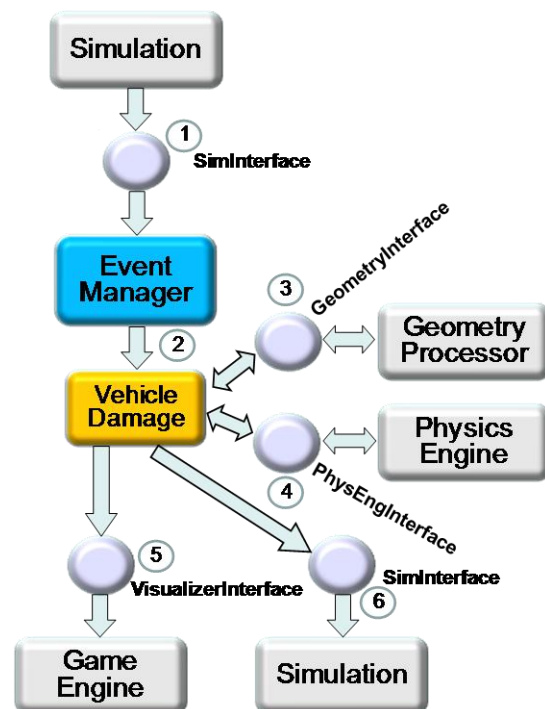 Simulation
1
SimInterface
Event
Manager
2
3
GeometryInterface
Geometry
Processor
Vehicle
Damage
Physics
Engine
4
PhysEngInterface
5
VisualizerInterface
SimInterface
6
Game
Engine
Simulation